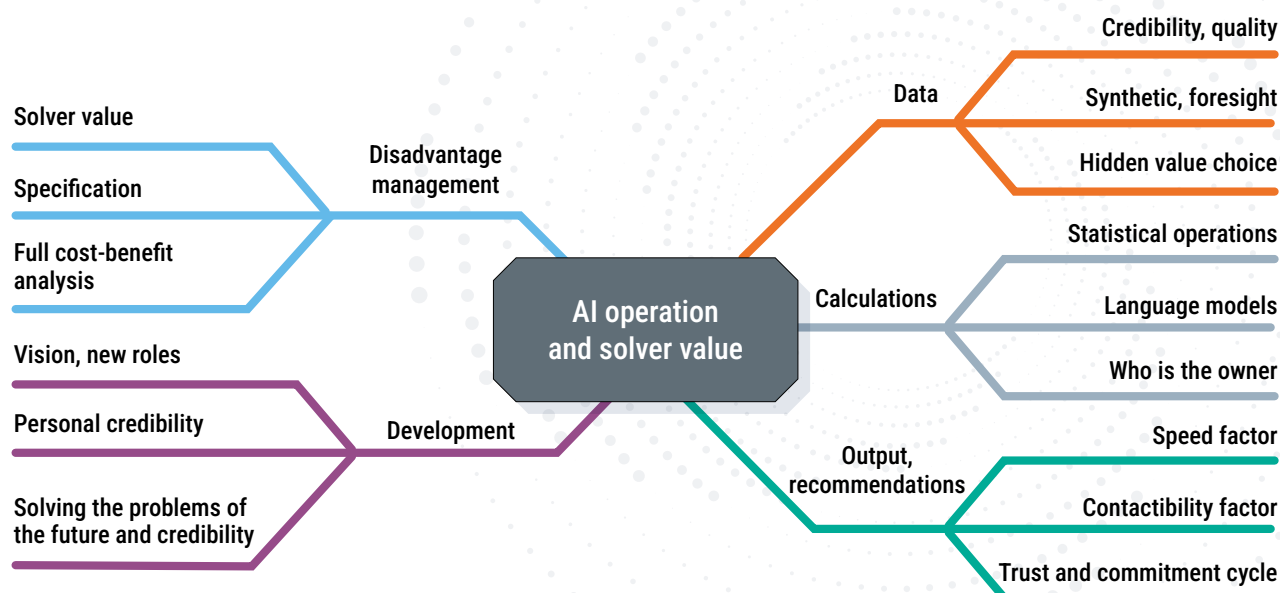 Solver value
Specification
Full cost-benefit
analysis
Disadvantage
management
Vision, new roles
Personal credibility
Solving the problems of
the future and credibility
Development
AI operation
and solver value
Data
Credibility, quality
Synthetic, foresight
Hidden value choice
Calculations
Statistical operations
Language models
Who is the owner
Output,
recommendations
Speed factor
Contactibility factor
Trust and commitment cycle